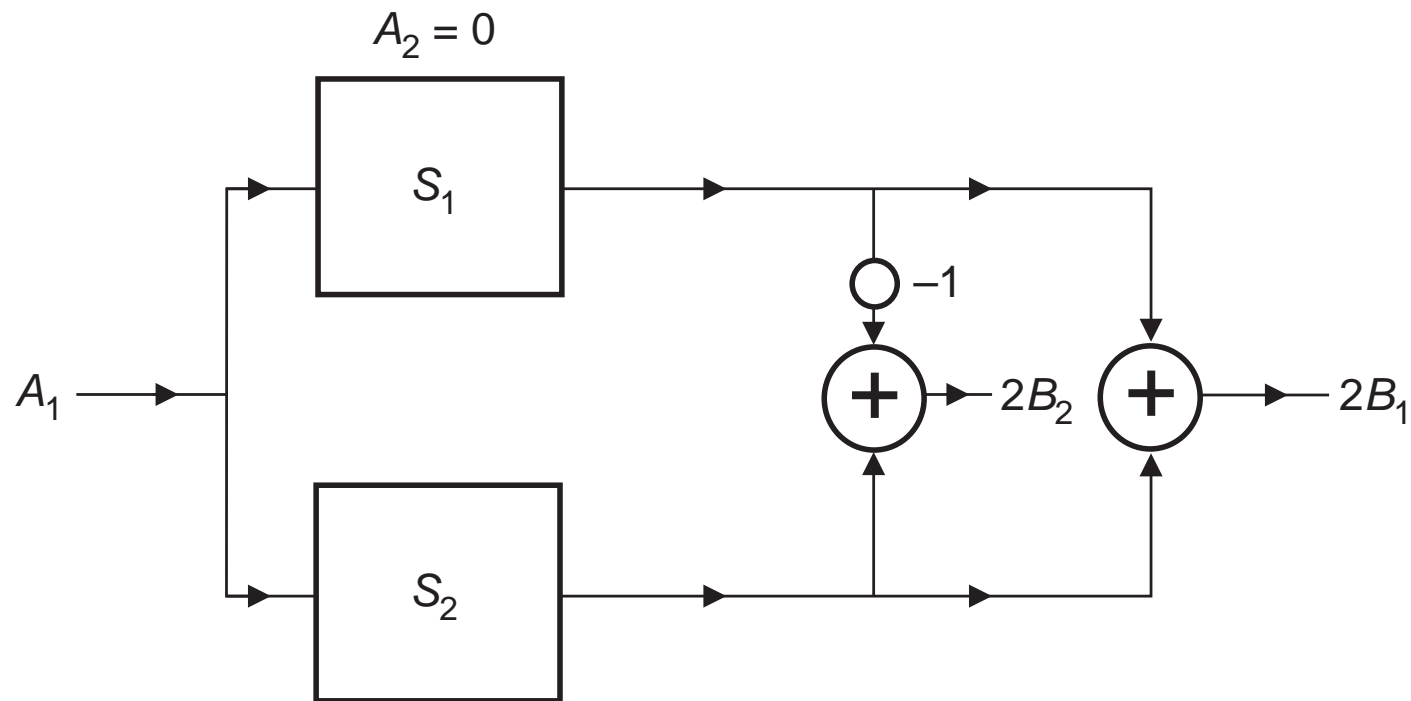 A₂ = 0
S₁
–1
A₁
+
2B₂
+
2B₁
S₂